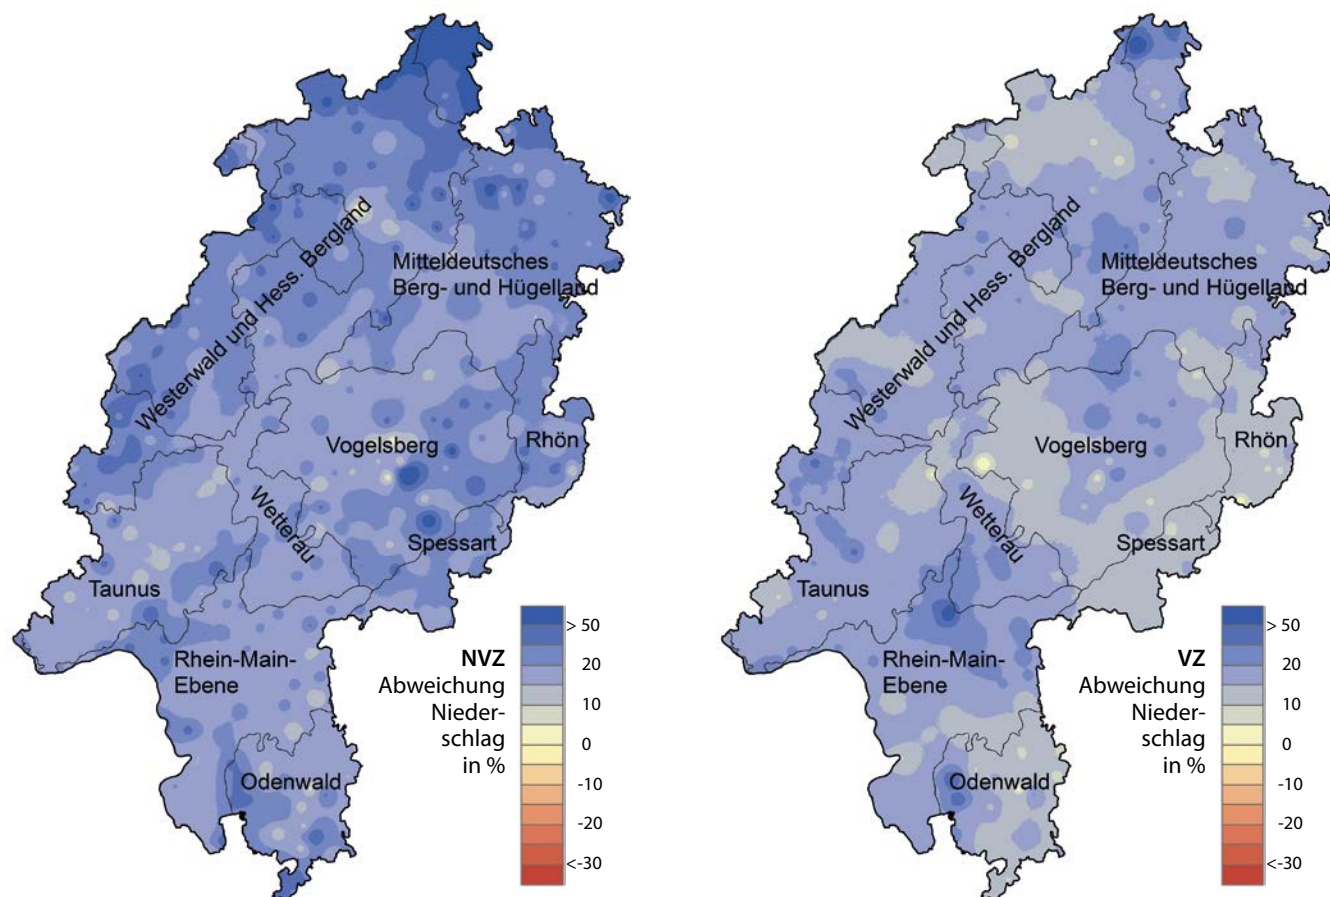 Westerwald und Hess. Bergland
Mitteldeutsches
Berg- und Hügelland
Vogelsberg
Rhön
Wetterau
Spessart
Taunus
Rhein-Main-
Ebene
Odenwald
NVZ
Abweichung
Nieder-
schlag
in %
> 50
20
10
0
-10
-20
<-30
Westerwald und Hess. Bergland
Mitteldeutsches
Berg- und Hügelland
Vogelsberg
Rhön
Wetterau
Spessart
Taunus
Rhein-Main-
Ebene
Odenwald
VZ
Abweichung
Nieder-
schlag
in %
> 50
20
10
0
-10
-20
<-30